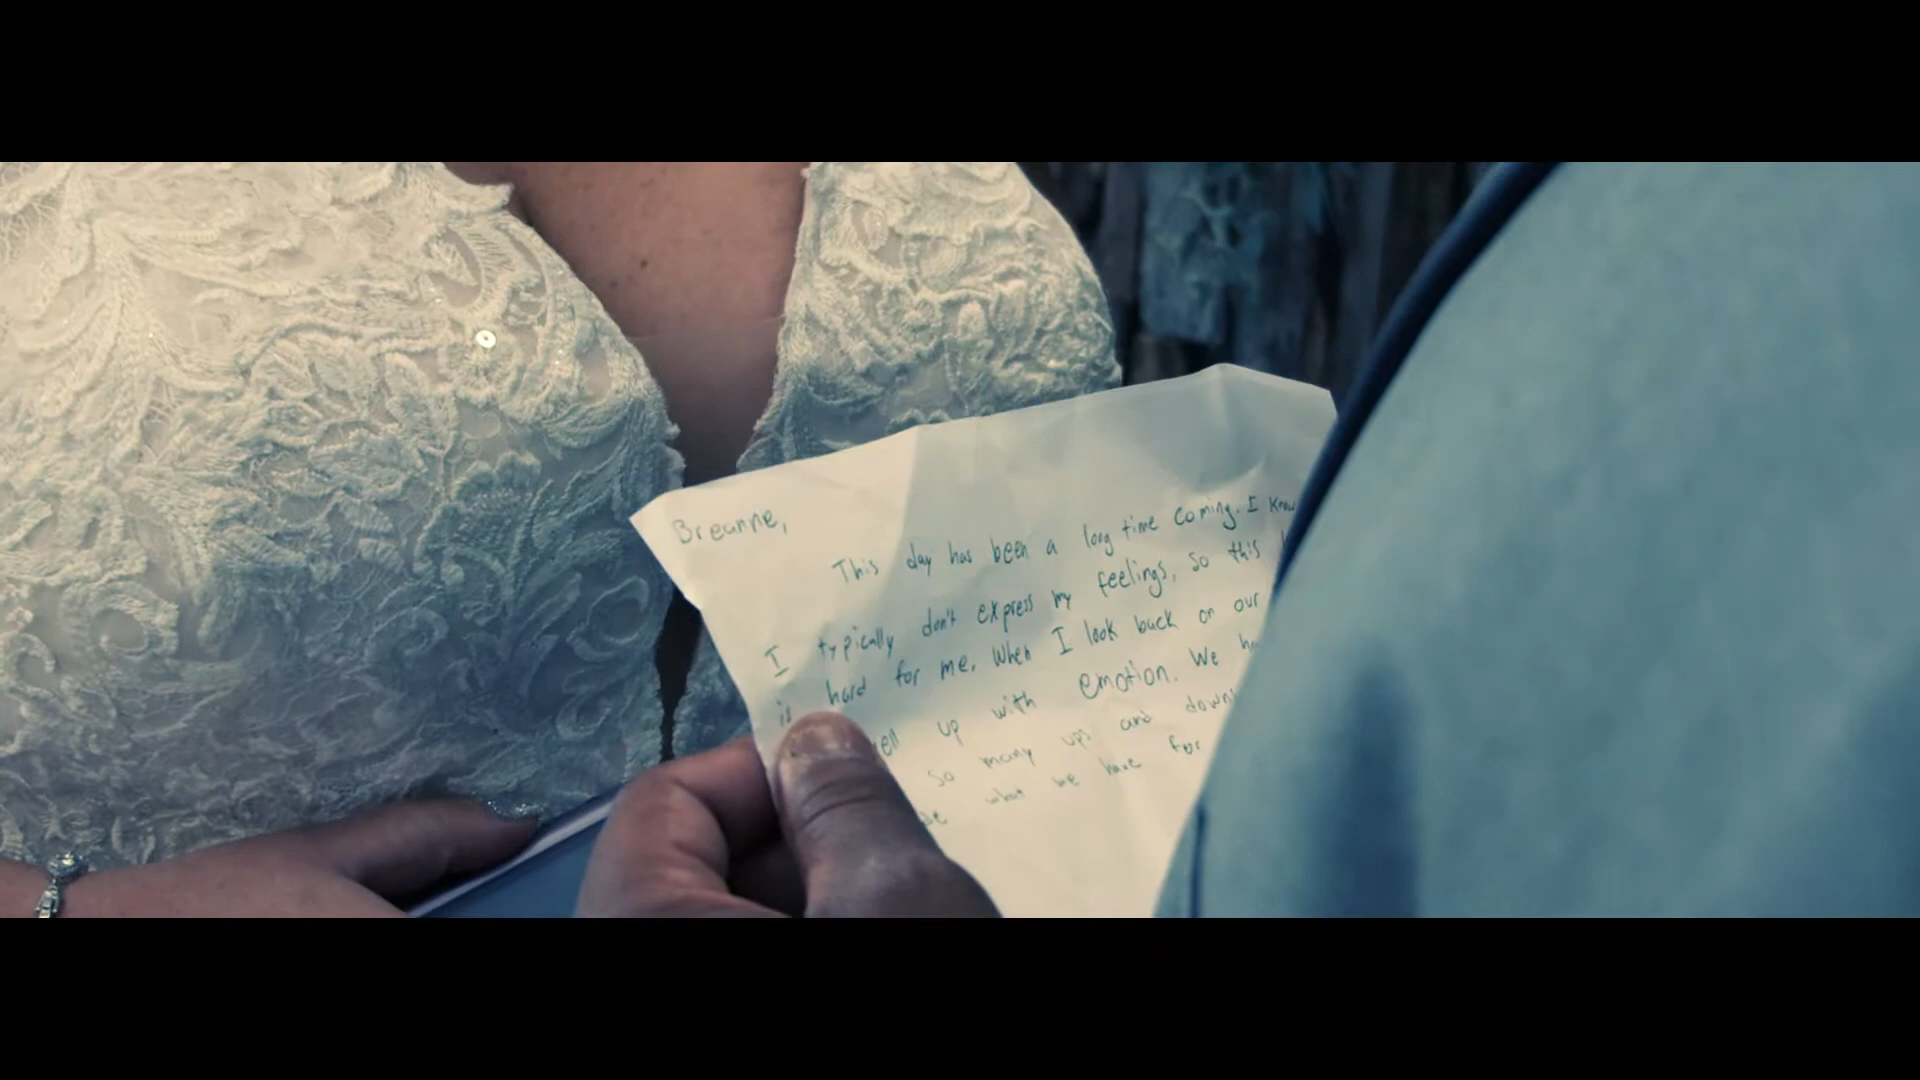 Breanne,
This day has been a long time coming. I know
I typically don't express my feelings, so this
is hard for me. When I look back on our
up with emotion. We
so many ups and downs
what we have for